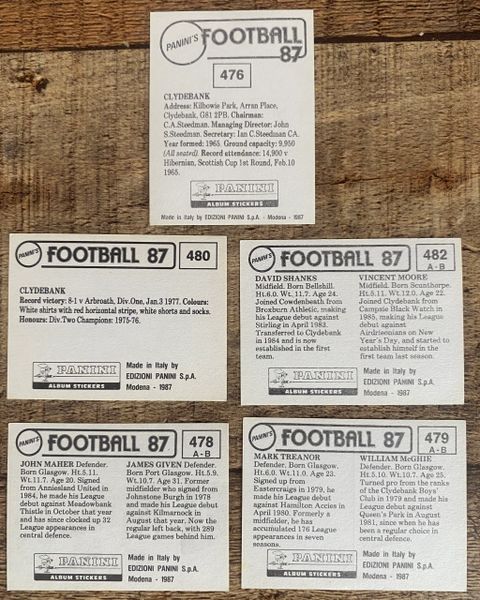 PANINI'S FOOTBALL 87
476
CLYDEBANK
Address: Kilbowie Park, Arran Place,
Clydebank, G81 2PB. Chairman:
C.A.Steedman. Managing Director: John
S.Steedman. Secretary: Ian C.Steedman CA.
Year formed: 1965. Ground capacity: 9,950
(All seated). Record attendance: 14,900 v
Hibernian, Scottish Cup 1st Round, Feb.10
1965.
PANINI
ALBUM STICKERS
Made in Italy by EDIZIONI PANINI S.p.A. - Modena - 1987
PANINI'S FOOTBALL 87
480
CLYDEBANK
Record victory: 8-1 v Arbroath, Div.One, Jan.3 1977. Colours:
White shirts with red horizontal stripe, white shorts and socks.
Honours: Div.Two Champions: 1975-76.
PANINI
ALBUM STICKERS
Made in Italy by
EDIZIONI PANINI S.p.A.
Modena - 1987
PANINI'S FOOTBALL 87
482
A-B
DAVID SHANKS
Midfield. Born Bellshill.
Ht.6.0. Wt.11.7. Age 24.
Joined Cowdenbeath from
Broxburn Athletic, making
his League debut against
Stirling in April 1983.
Transferred to Clydebank
in 1984 and is now
established in the first
team.
VINCENT MOORE
Midfield. Born Scunthorpe.
Ht.5.11. Wt.12.0. Age 22.
Joined Clydebank from
Campsie Black Watch in
1985, making his League
debut against
Airdrieonians on New
Year's Day, and started to
establish himself in the
first team last season.
PANINI
ALBUM STICKERS
Made in Italy by
EDIZIONI PANINI S.p.A.
Modena - 1987
PANINI'S FOOTBALL 87
478
A-B
JOHN MAHER Defender.
Born Glasgow. Ht.5.11.
Wt.11.7. Age 20. Signed
from Anniesland United in
1984, he made his League
debut against Meadowbank
Thistle in October that year
and has since clocked up 32
League appearances in
central defence.
JAMES GIVEN Defender.
Born Port Glasgow. Ht.5.9.
Wt.10.7. Age 31. Former
midfielder who signed from
Johnstone Burgh in 1978
and made his League debut
against Kilmarnock in
August that year. Now the
regular left back, with 289
League games behind him.
PANINI
ALBUM STICKERS
Made in Italy by
EDIZIONI PANINI S.p.A.
Modena - 1987
PANINI'S FOOTBALL 87
479
A-B
MARK TREANOR
Defender. Born Glasgow.
Ht.6.0. Wt.11.0. Age 23.
Signed up from
Eastercraigs in 1979, he
made his League debut
against Hamilton Accies in
April 1980. Formerly a
midfielder, he has
accumulated 176 League
appearances in seven
seasons.
WILLIAM McGHIE
Defender. Born Glasgow.
Ht.5.10. Wt.10.7. Age 25.
Turned pro from the ranks
of the Clydebank Boys'
Club in 1979 and made his
League debut against
Queen's Park in August
1981, since when he has
been a regular choice in
central defence.
PANINI
ALBUM STICKERS
Made in Italy by
EDIZIONI PANINI S.p.A.
Modena - 1987